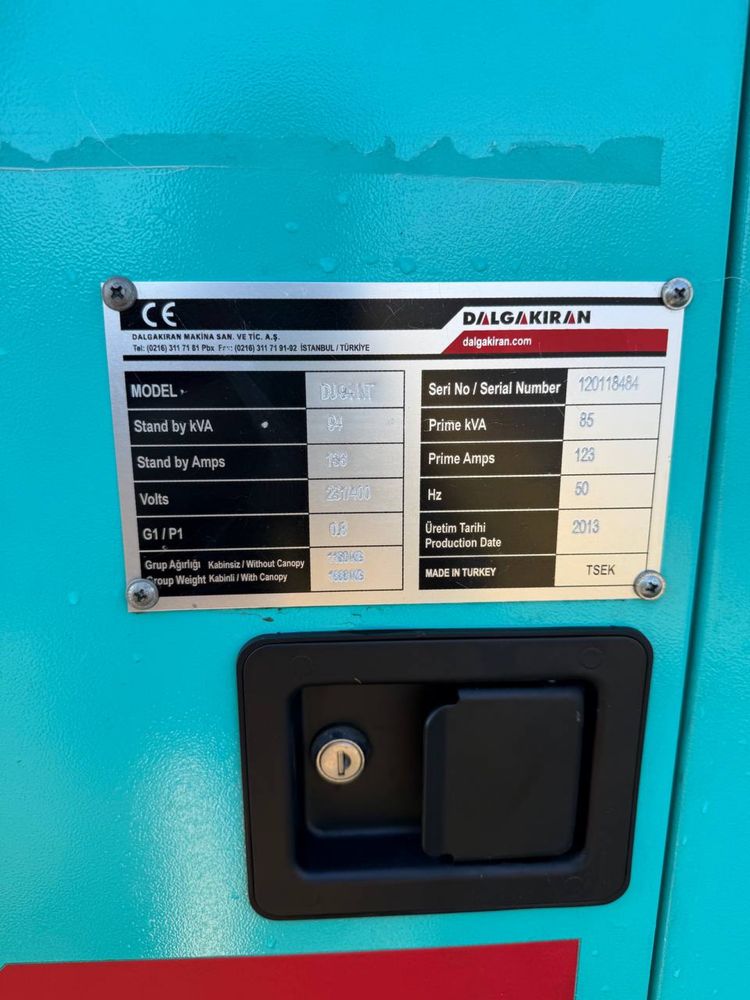 CE
DALGAKIRAN
DALGAKIRAN MAKİNA SAN. VE TİC. A.Ş.
Tel: (0216) 311 71 81 Pbx Fax: (0216) 311 71 91-92 İSTANBUL / TÜRKİYE
dalgakiran.com
MODEL
Stand by kVA 94
Stand by Amps 136
Volts 231/400
G1 / P1 0.8
Grup Ağırlığı Kabinsiz / Without Canopy
Group Weight Kabinli / With Canopy
Seri No / Serial Number 120118484
Prime kVA 85
Prime Amps 123
Hz 50
Üretim Tarihi
Production Date 2013
MADE IN TURKEY TSEK